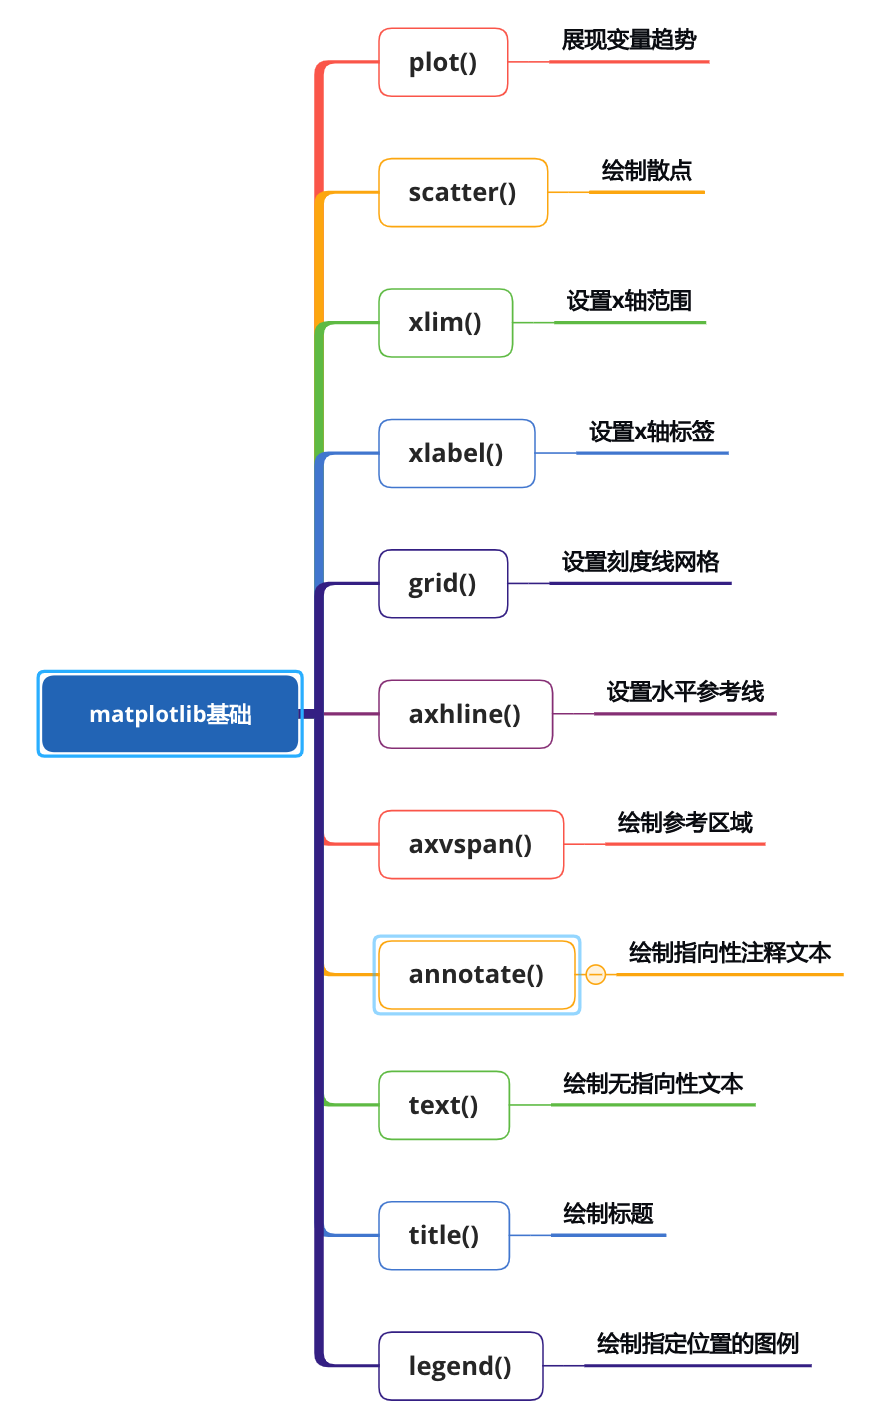 matplotlib基础
plot()
展现变量趋势
scatter()
绘制散点
xlim()
设置x轴范围
xlabel()
设置x轴标签
grid()
设置刻度线网格
axhline()
设置水平参考线
axvspan()
绘制参考区域
annotate()
绘制指向性注释文本
text()
绘制无指向性文本
title()
绘制标题
legend()
绘制指定位置的图例